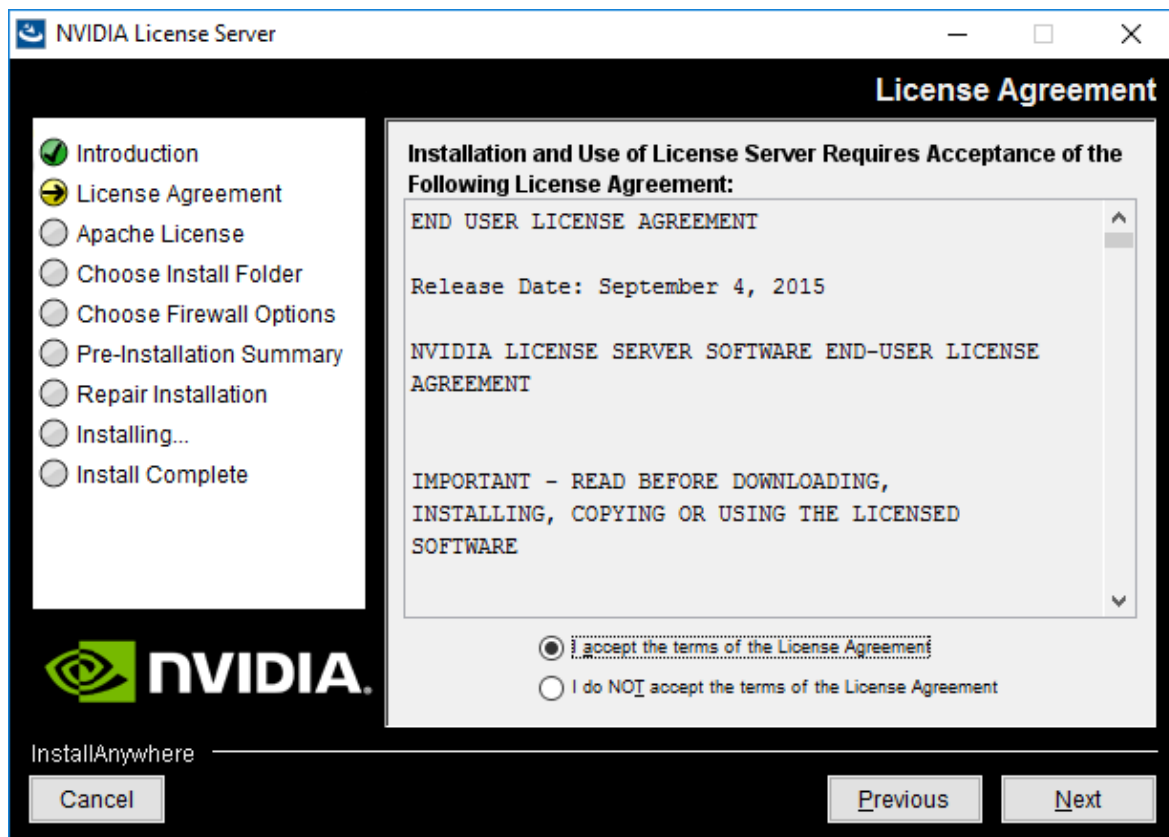 NVIDIA License Server
License Agreement
Introduction
License Agreement
Apache License
Choose Install Folder
Choose Firewall Options
Pre-Installation Summary
Repair Installation
Installing...
Install Complete
Installation and Use of License Server Requires Acceptance of the
Following License Agreement:
END USER LICENSE AGREEMENT
Release Date: September 4, 2015
NVIDIA LICENSE SERVER SOFTWARE END-USER LICENSE
AGREEMENT
IMPORTANT - READ BEFORE DOWNLOADING,
INSTALLING, COPYING OR USING THE LICENSED
SOFTWARE
I accept the terms of the License Agreement
I do NOT accept the terms of the License Agreement
NVIDIA.
InstallAnywhere
Cancel
Previous
Next